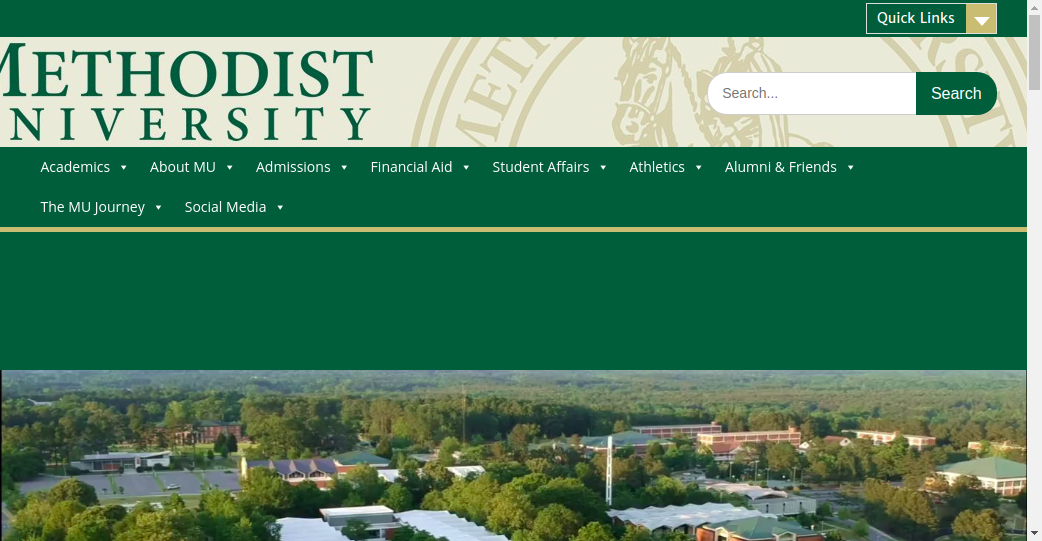 Quick Links
METHODIST
NIVERSITY
Search...
Search
Academics
About MU
Admissions
Financial Aid
Student Affairs
Athletics
Alumni & Friends
The MU Journey
Social Media